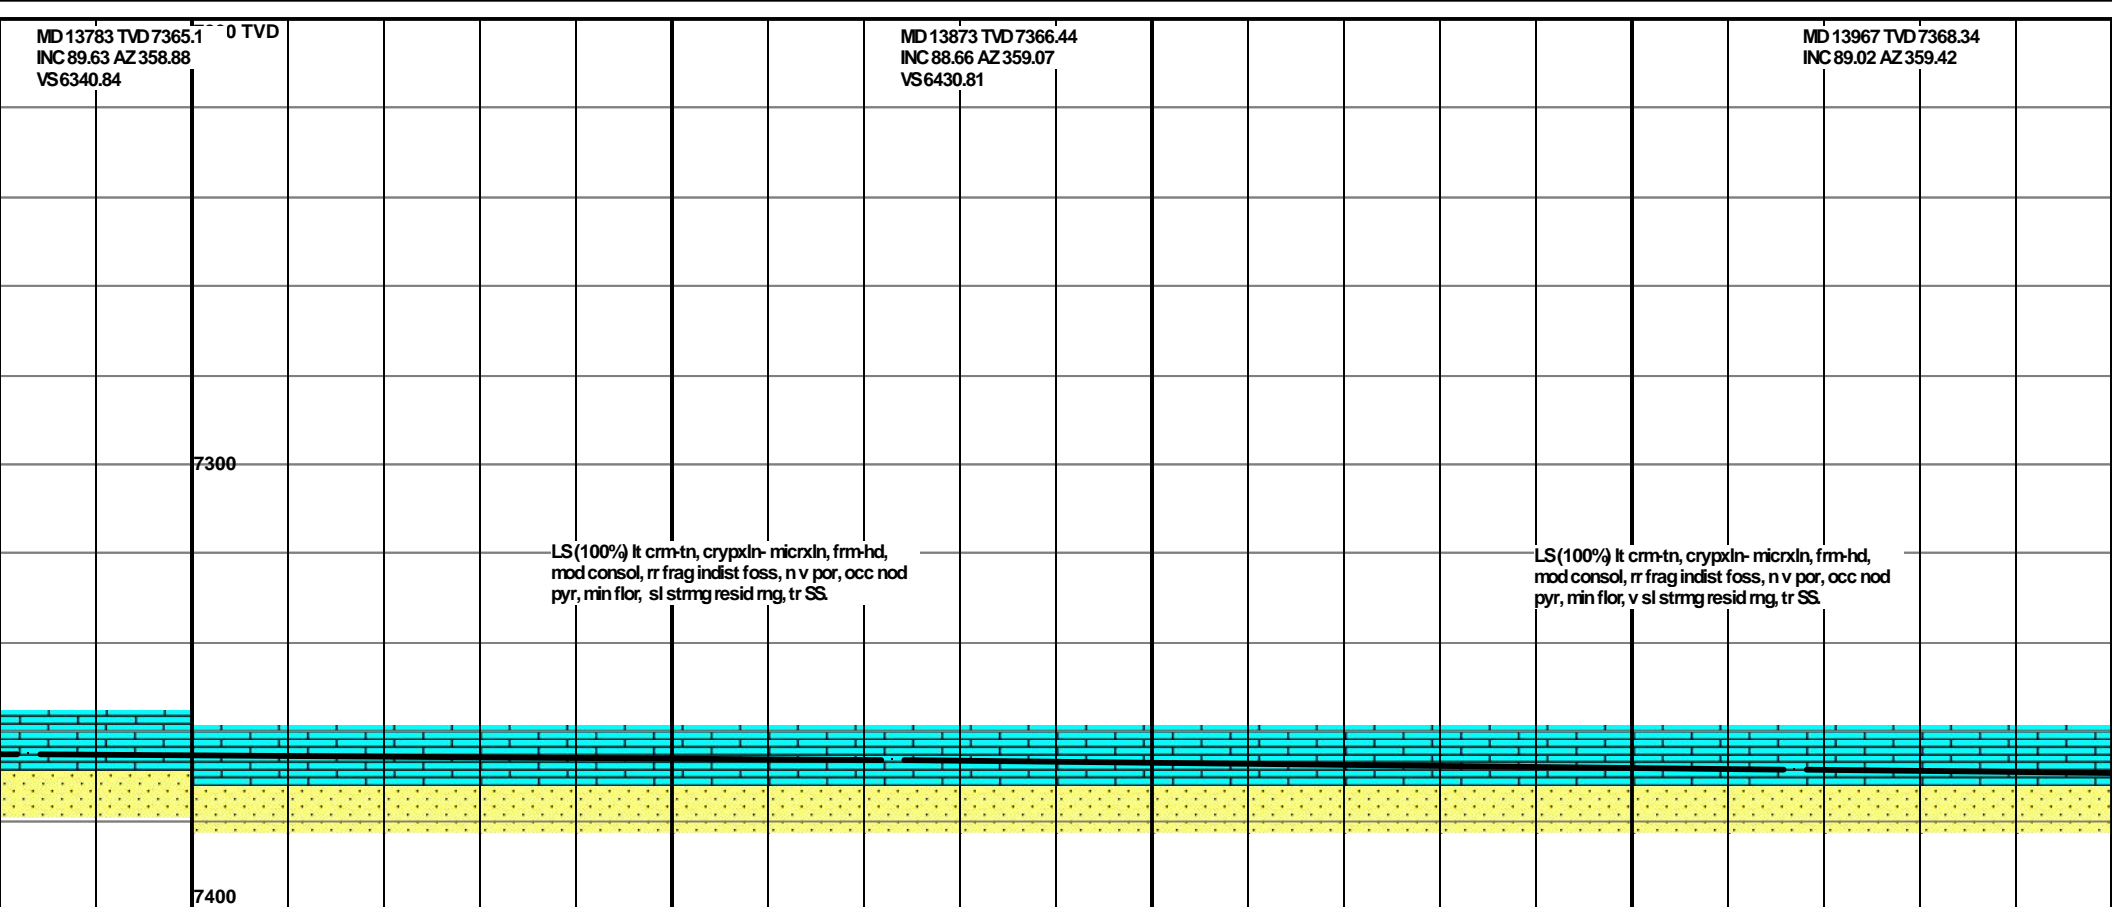 MD 13783 TVD 7365.1
INC 89.63 AZ 358.88
VS 6340.84
0 TVD
MD 13873 TVD 7366.44
INC 88.66 AZ 359.07
VS 6430.81
MD 13967 TVD 7368.34
INC 89.02 AZ 359.42
7300
LS (100%) lt crm-tn, crypxln- micrxln, frm-hd,
mod consol, rr frag indist foss, n v por, occ nod
pyr, min flor, sl strmg resid rng, tr SS.
LS (100%) lt crm-tn, crypxln- micrxln, frm-hd,
mod consol, rr frag indist foss, n v por, occ nod
pyr, min flor, v sl strmg resid rng, tr SS.
7400